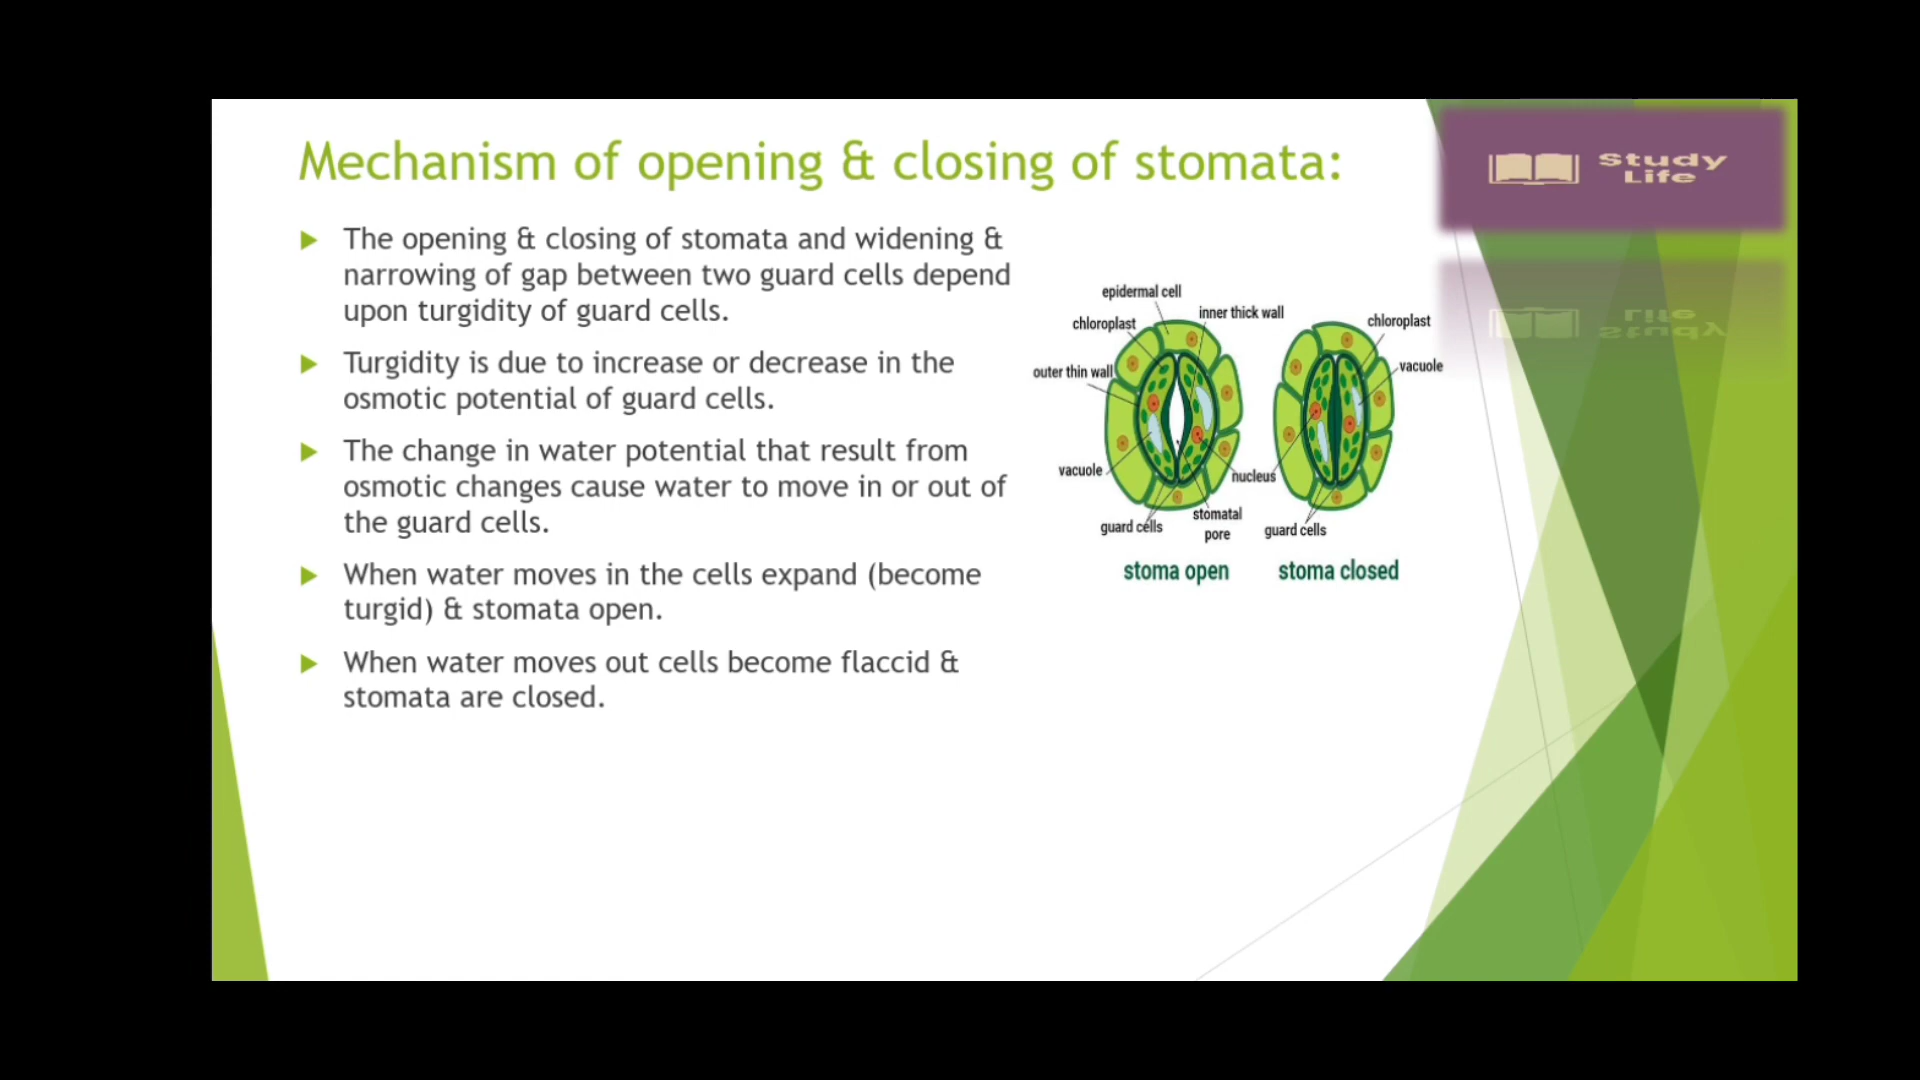 Mechanism of opening & closing of stomata:
Study
Life
The opening & closing of stomata and widening &
narrowing of gap between two guard cells depend
upon turgidity of guard cells.
Turgidity is due to increase or decrease in the
osmotic potential of guard cells.
The change in water potential that result from
osmotic changes cause water to move in or out of
the guard cells.
When water moves in the cells expand (become
turgid) & stomata open.
When water moves out cells become flaccid &
stomata are closed.
epidermal cell
inner thick wall
chloroplast
outer thin wall
vacuole
guard cells
stomatal
pore
nucleus
stoma open
chloroplast
vacuole
guard cells
stoma closed